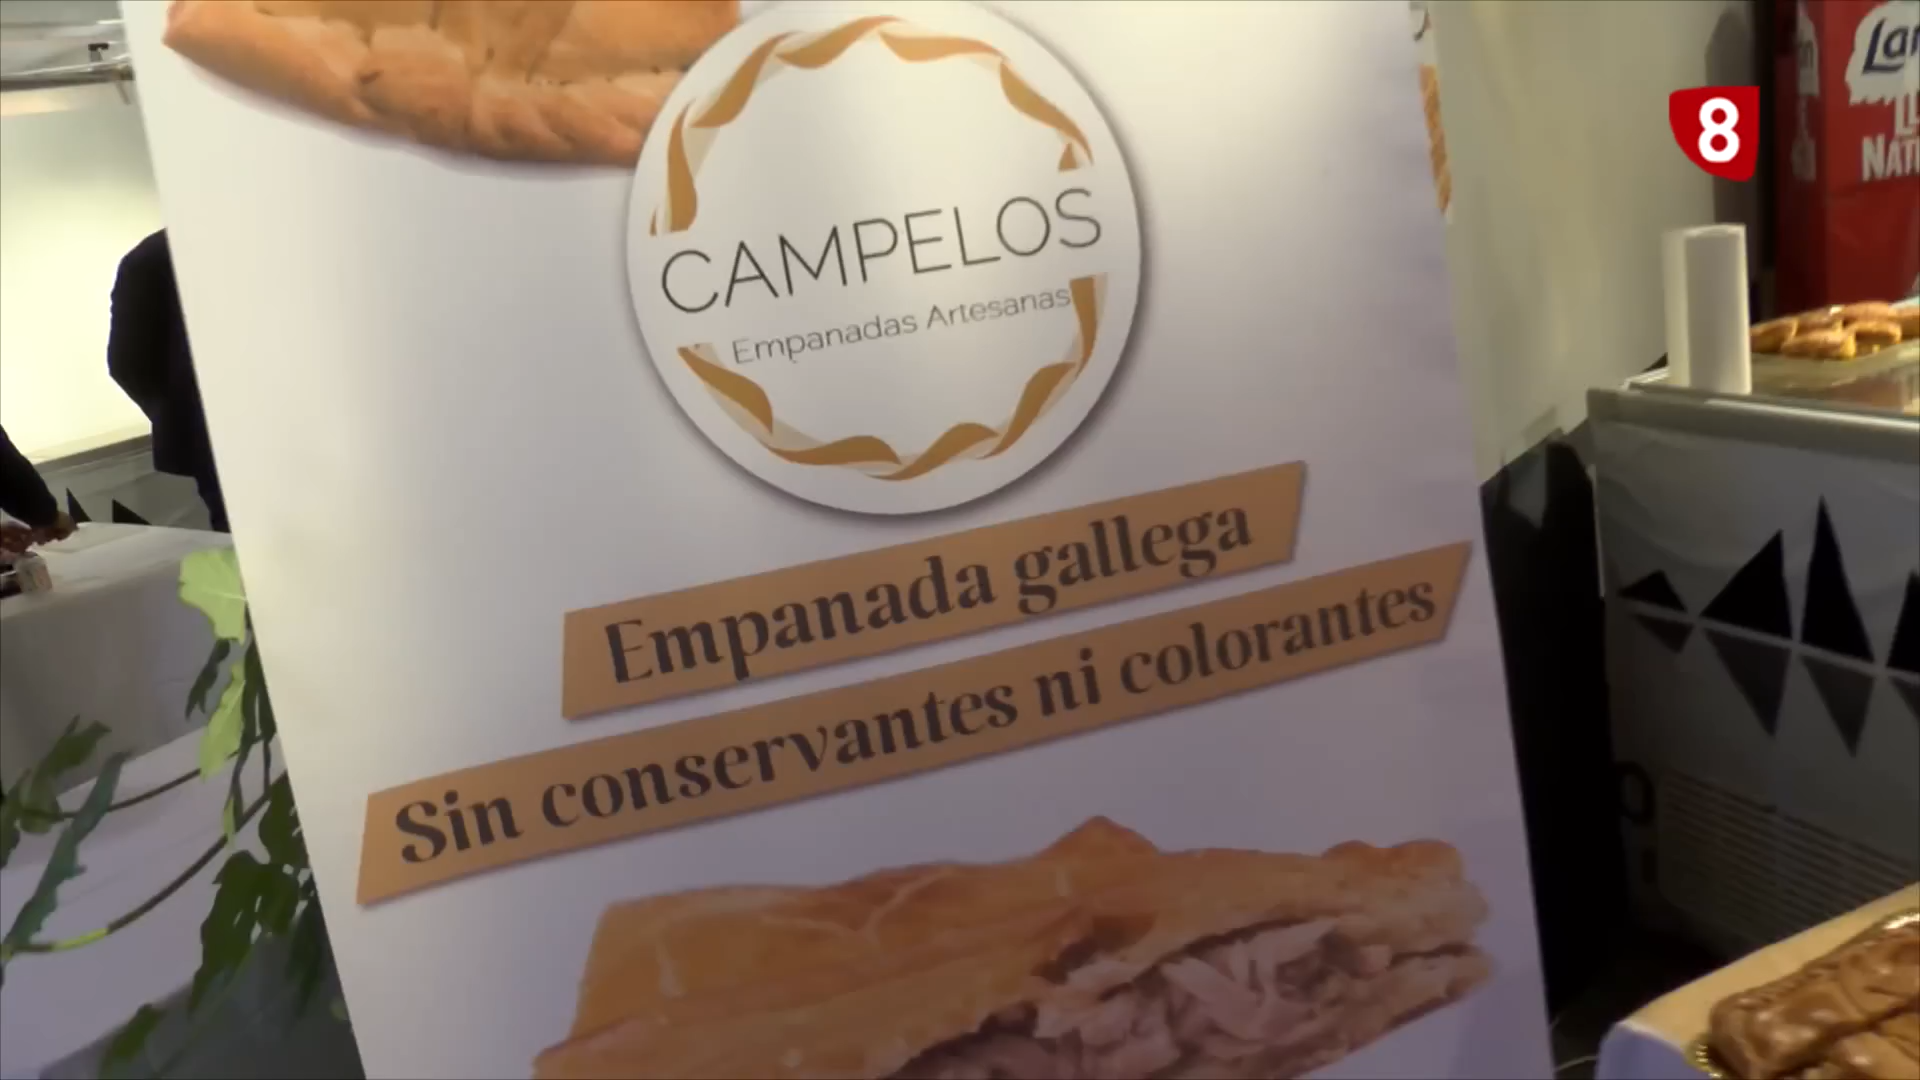 8
CAMPELOS
Empanadas Artesanas
Empanada gallega
Sin conservantes ni colorantes